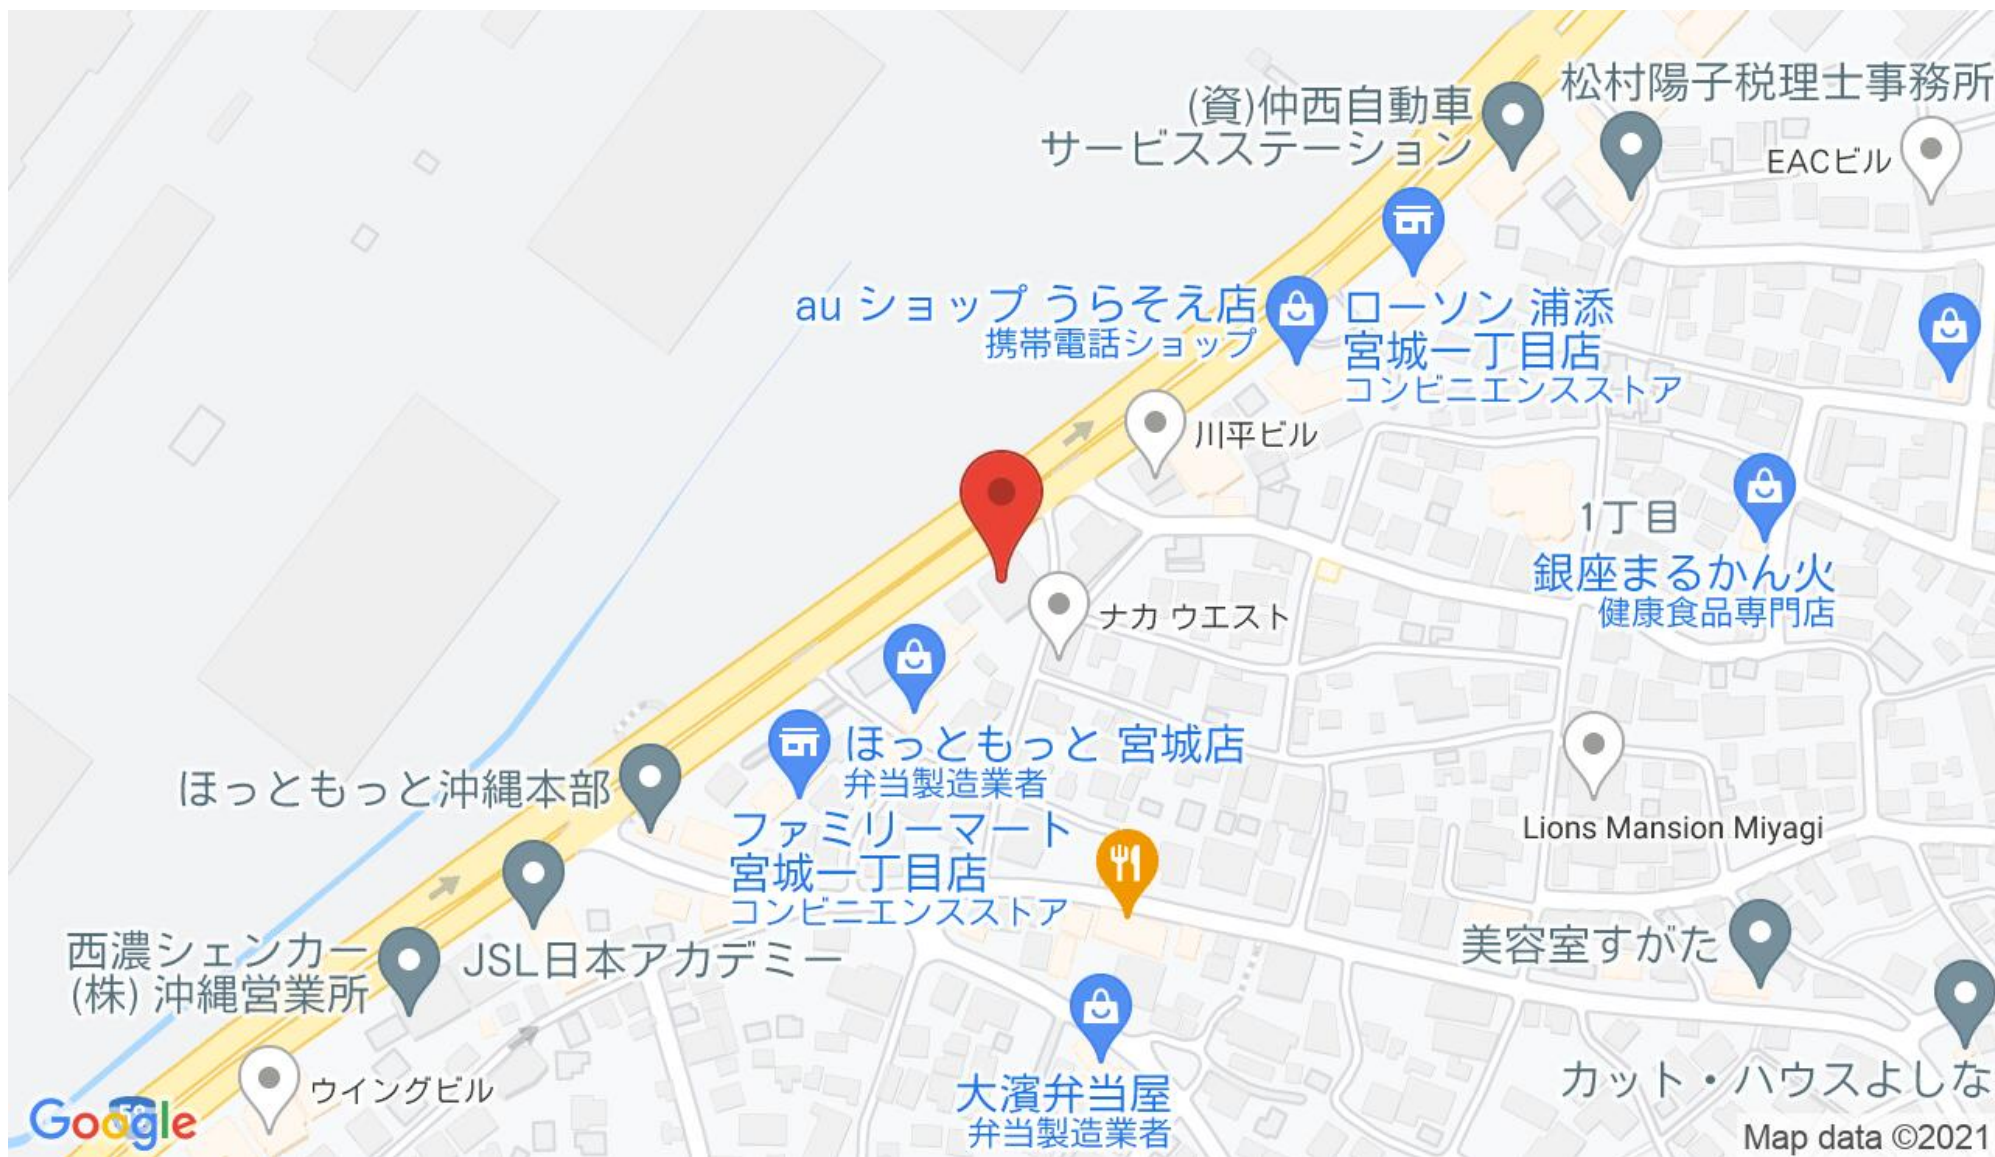 松村陽子税理士事務所
(資)仲西自動車
サービスステーション
EACビル
au ショップ うらそえ店
携帯電話ショップ
ローソン 浦添
宮城一丁目店
コンビニエンスストア
川平ビル
1丁目
銀座まるかん火
健康食品専門店
ナカ ウエスト
ほっともっと 宮城店
弁当製造業者
ほっともっと沖縄本部
ファミリーマート
宮城一丁目店
コンビニエンスストア
Lions Mansion Miyagi
西濃シェンカー
(株) 沖縄営業所
JSL日本アカデミー
美容室すがた
ウイングビル
大濱弁当屋
弁当製造業者
カット・ハウスよしな
58
Google
Map data ©2021